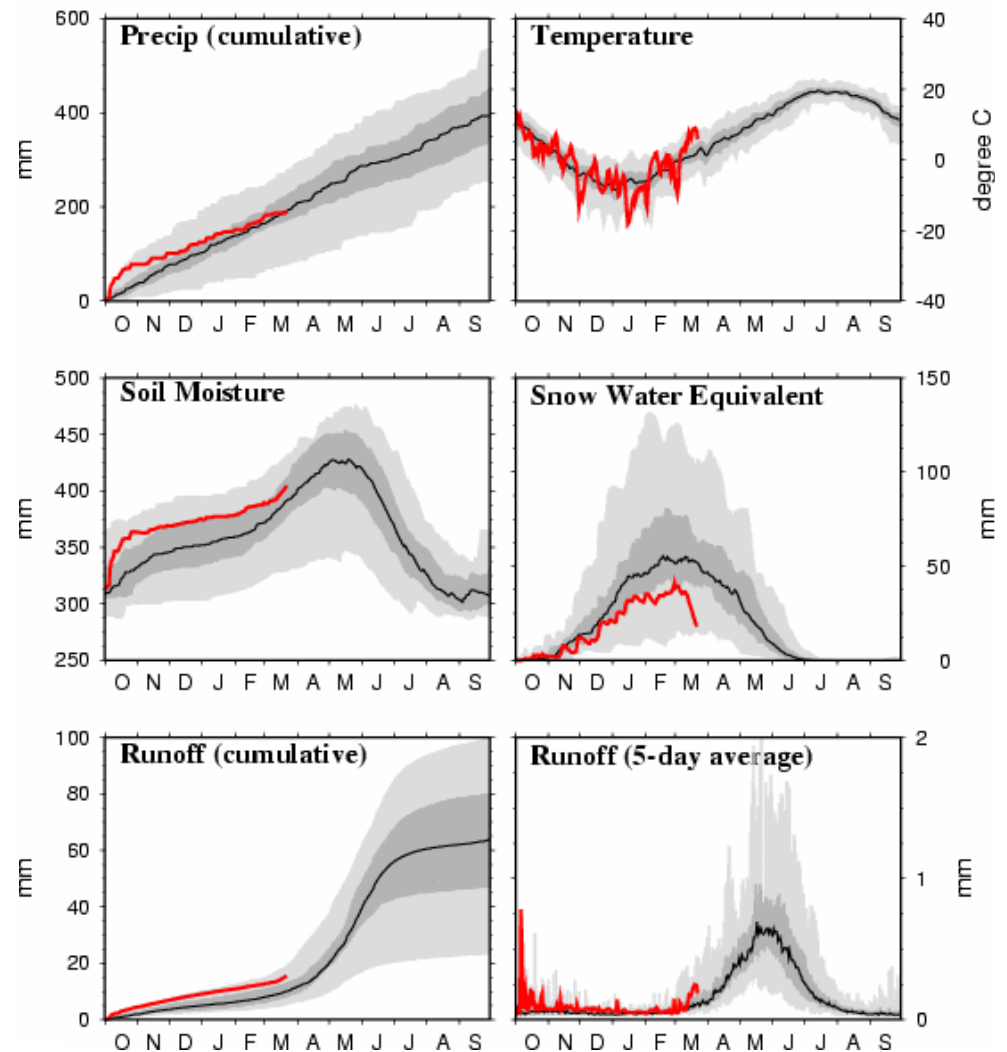 Precip (cumulative)
600
400
200
0
mm
O N D J F M A M J J A S
Temperature
40
20
0
-20
-40
degree C
O N D J F M A M J J A S
Soil Moisture
500
450
400
350
300
250
mm
O N D J F M A M J J A S
Snow Water Equivalent
150
100
50
0
mm
O N D J F M A M J J A S
Runoff (cumulative)
100
80
60
40
20
0
mm
O N D J F M A M J J A S
Runoff (5-day average)
2
1
0
mm
O N D J F M A M J J A S